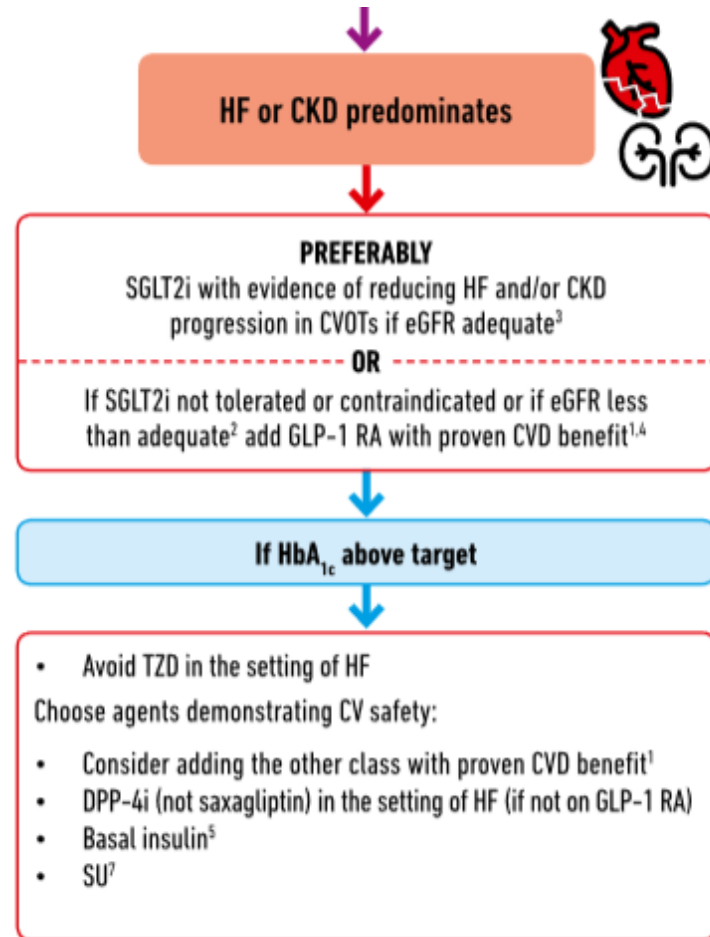 HF or CKD predominates
PREFERABLY
SGLT2i with evidence of reducing HF and/or CKD
progression in CVOTs if eGFR adequate³
OR
If SGLT2i not tolerated or contraindicated or if eGFR less
than adequate² add GLP-1 RA with proven CVD benefit¹,⁴
If HbA₁c above target
• Avoid TZD in the setting of HF
Choose agents demonstrating CV safety:
• Consider adding the other class with proven CVD benefit¹
• DPP-4i (not saxagliptin) in the setting of HF (if not on GLP-1 RA)
• Basal insulin⁵
• SU⁷